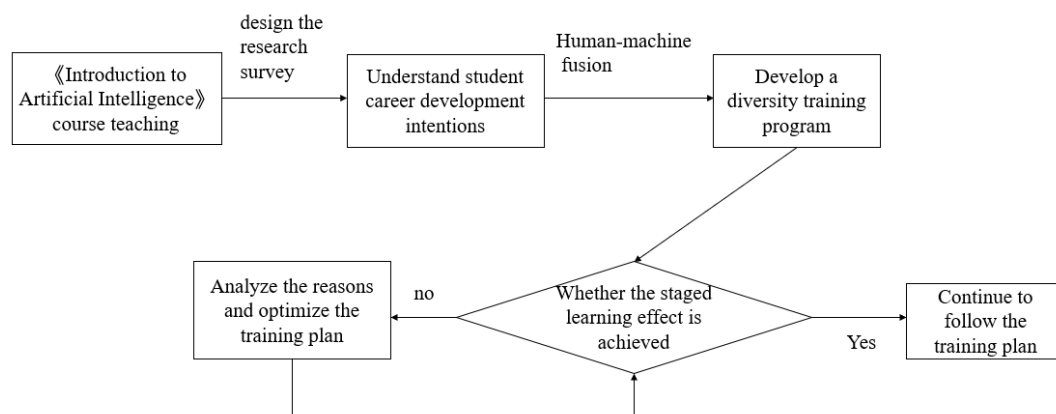 design the
research
survey
《Introduction to
Artificial Intelligence》
course teaching
Understand student
career development
intentions
Human-machine
fusion
Develop a
diversity training
program
Analyze the reasons
and optimize the
training plan
no
Whether the staged
learning effect is
achieved
Yes
Continue to
follow the
training plan